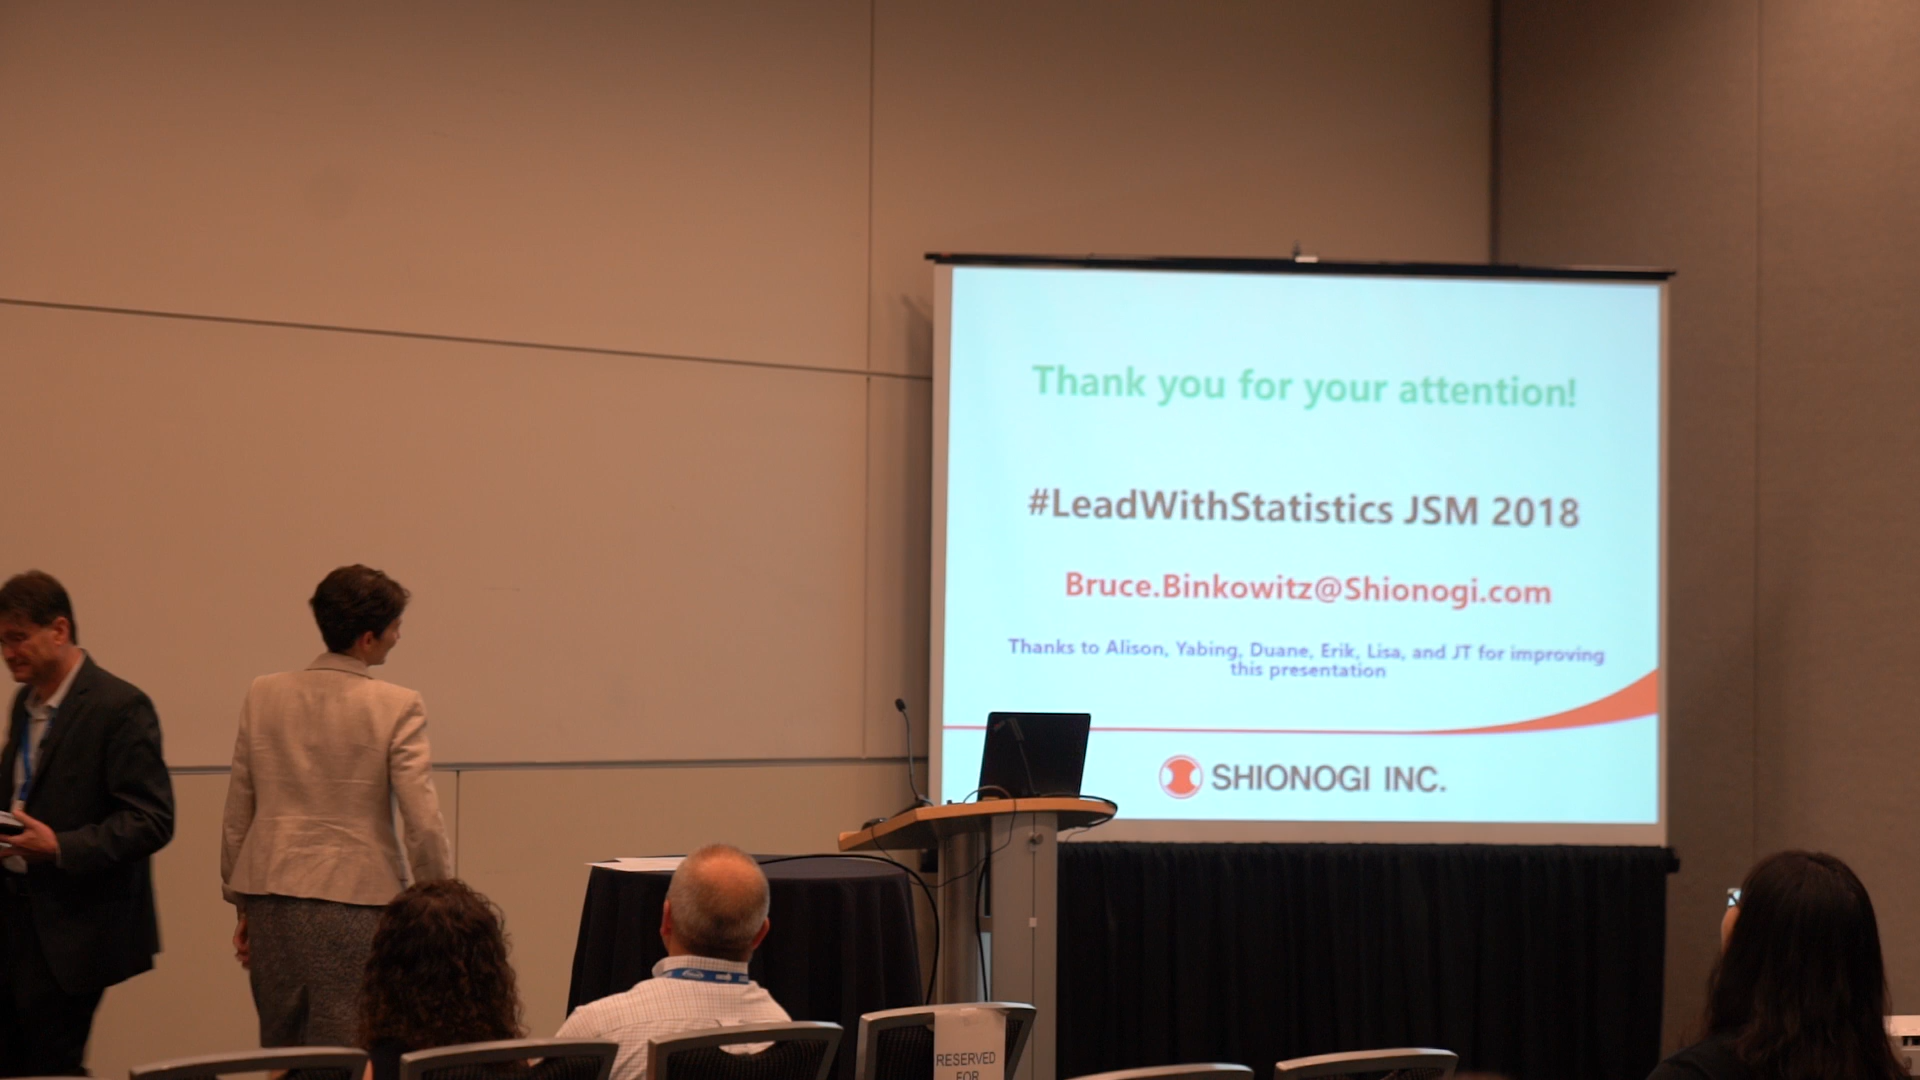 Thank you for your attention!
#LeadWithStatistics JSM 2018
Bruce.Binkowitz@Shionogi.com
Thanks to Alison, Yabing, Duane, Erik, Lisa, and JT for improving
this presentation
SHIONOGI INC.
RESERVED
FOR